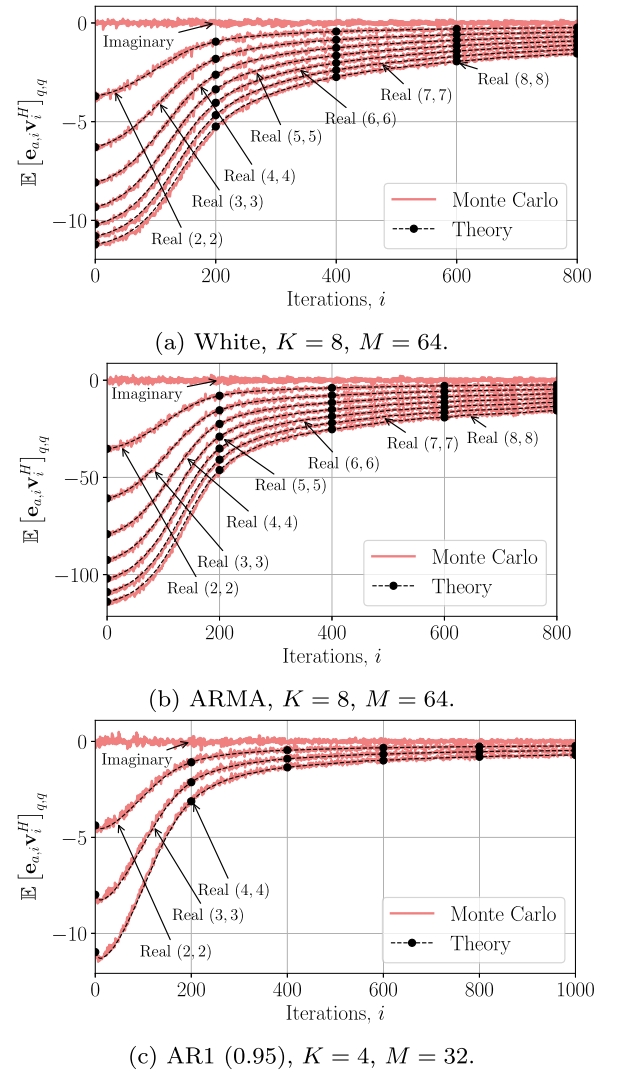 0
−5
−10
𝔼 [e_{a,i} v_i^H]_{q,q}
Imaginary
Real (2, 2)
Real (3, 3)
Real (4, 4)
Real (5, 5)
Real (6, 6)
Real (7, 7)
Real (8, 8)
Monte Carlo
Theory
0 200 400 600 800
Iterations, i
(a) White, K = 8, M = 64.
0
−50
−100
𝔼 [e_{a,i} v_i^H]_{q,q}
Imaginary
Real (2, 2)
Real (3, 3)
Real (4, 4)
Real (5, 5)
Real (6, 6)
Real (7, 7)
Real (8, 8)
Monte Carlo
Theory
0 200 400 600 800
Iterations, i
(b) ARMA, K = 8, M = 64.
0
−5
−10
𝔼 [e_{a,i} v_i^H]_{q,q}
Imaginary
Real (4, 4)
Real (3, 3)
Real (2, 2)
Monte Carlo
Theory
0 200 400 600 800 1000
Iterations, i
(c) AR1 (0.95), K = 4, M = 32.